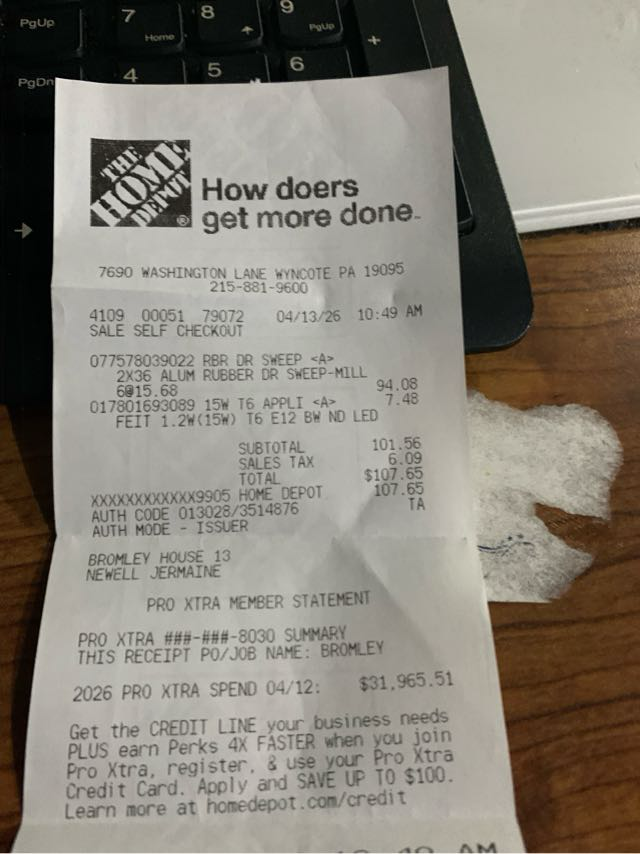 PgUp
7
Home
8
9
PgUp
+
PgDn
4
5
6
THE
HOME
DEPOT
®
How doers
get more done™
7690 WASHINGTON LANE WYNCOTE PA 19095
215-881-9600
4109 00051 79072 04/13/26 10:49 AM
SALE SELF CHECKOUT
077578039022 RBR DR SWEEP <A>
2X36 ALUM RUBBER DR SWEEP-MILL
6@15.68 94.08
017801693089 15W T6 APPLI <A> 7.48
FEIT 1.2W(15W) T6 E12 BW ND LED
SUBTOTAL 101.56
SALES TAX 6.09
TOTAL $107.65
XXXXXXXXXXXX9905 HOME DEPOT 107.65
AUTH CODE 013028/3514876 TA
AUTH MODE - ISSUER
BROMLEY HOUSE 13
NEWELL JERMAINE
PRO XTRA MEMBER STATEMENT
PRO XTRA ###-###-8030 SUMMARY
THIS RECEIPT PO/JOB NAME: BROMLEY
2026 PRO XTRA SPEND 04/12: $31,965.51
Get the CREDIT LINE your business needs
PLUS earn Perks 4X FASTER when you join
Pro Xtra, register, & use your Pro Xtra
Credit Card. Apply and SAVE UP TO $100.
Learn more at homedepot.com/credit
AM